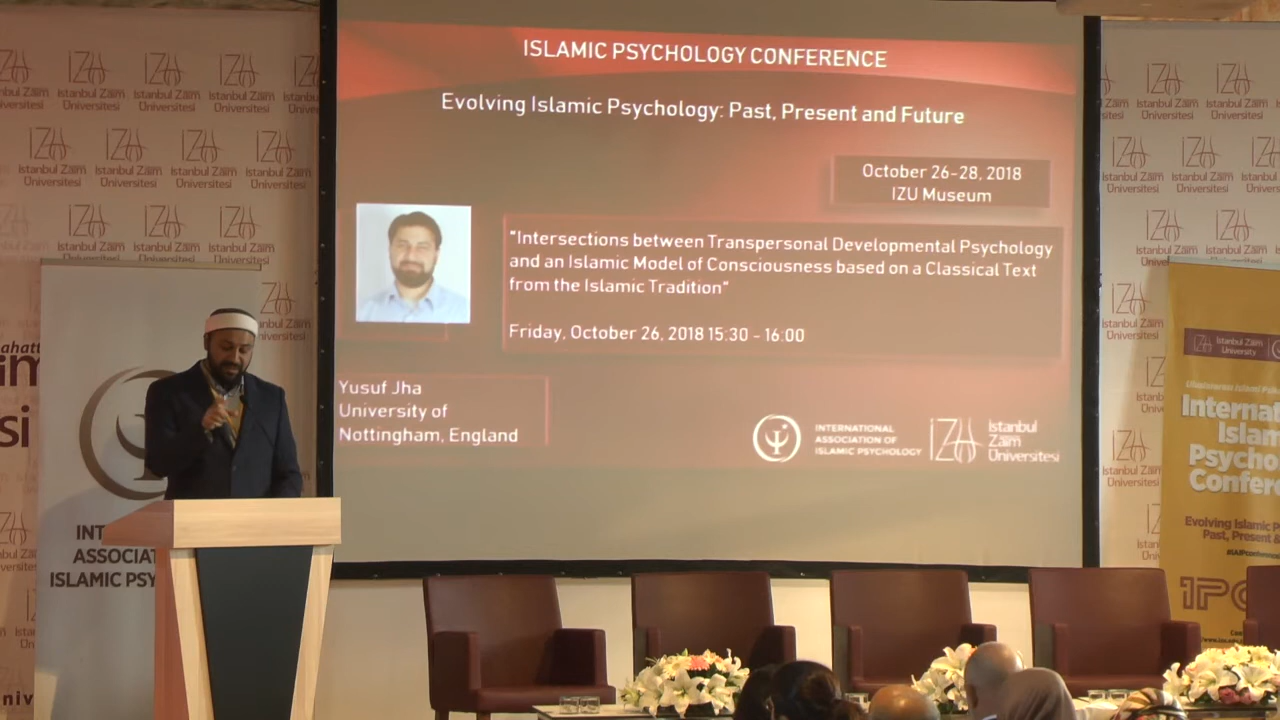 ISLAMIC PSYCHOLOGY CONFERENCE
Evolving Islamic Psychology: Past, Present and Future
October 26-28, 2018
IZU Museum
"Intersections between Transpersonal Developmental Psychology
and an Islamic Model of Consciousness based on a Classical Text
from the Islamic Tradition"
Friday, October 26, 2018 15:30 - 16:00
Yusuf Jha
University of
Nottingham, England
INTERNATIONAL
ASSOCIATION OF
ISLAMIC PSYCHOLOGY
İZÜ
İstanbul
Zaim
Üniversitesi
INT
ASSOCIAT
ISLAMIC PSY
İstanbul Zaim
University
Internat
Islam
Psycho
Confere
Evolving Islamic P
Past, Present &
IPC